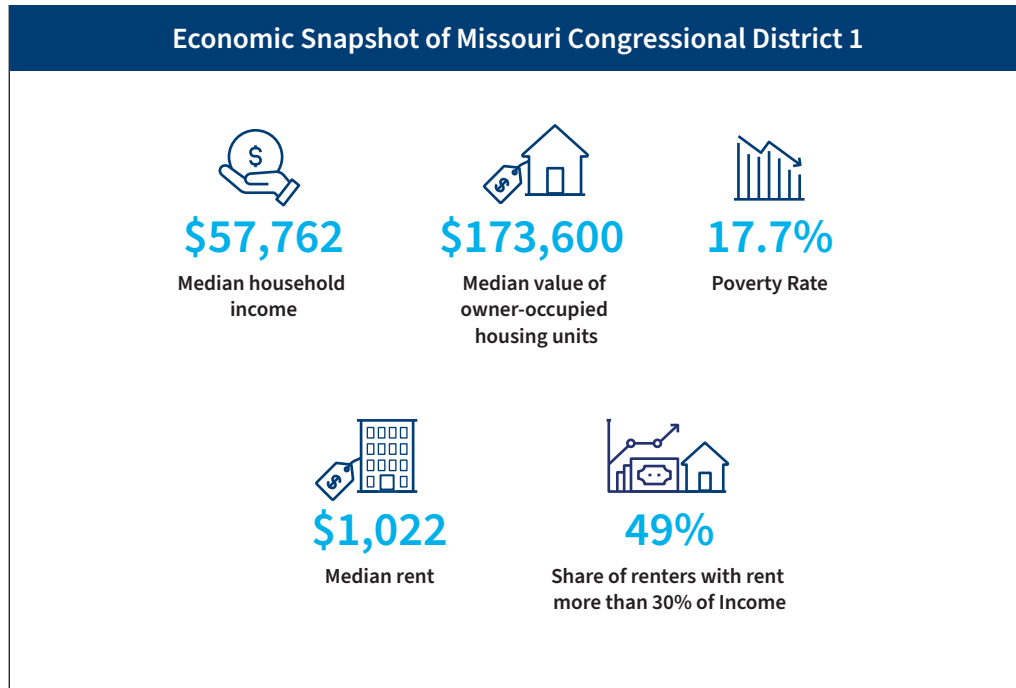 Economic Snapshot of Missouri Congressional District 1
$
$57,762
Median household
income
$
$173,600
Median value of
owner-occupied
housing units
17.7%
Poverty Rate
$
$1,022
Median rent
49%
Share of renters with rent
more than 30% of Income